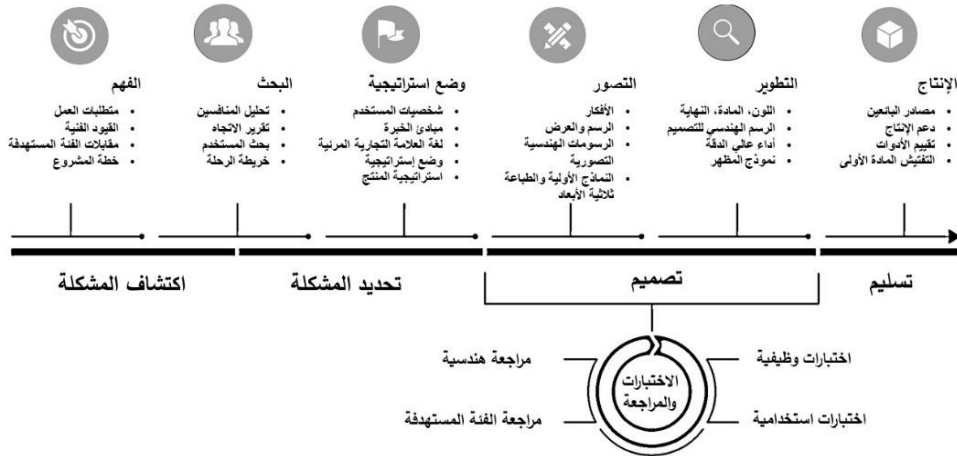 الفهم
متطلبات العمل
القيود الفنية
مقابلات الفئة المستهدفة
خطة المشروع
البحث
تحليل المنافسين
تقرير الاتجاه
بحث المستخدم
خريطة الرحلة
وضع استراتيجية
شخصيات المستخدم
مبادئ الخبرة
لغة العلامة التجارية المرئية
وضع إستراتيجية
استراتيجية المنتج
التصور
الأفكار
الرسم والعرض
الرسومات الهندسية
التصورية
النماذج الأولية والطباعة
ثلاثية الأبعاد
التطوير
اللون، المادة، النهاية
الرسم الهندسي للتصميم
أداء عالي الدقة
نموذج المظهر
الإنتاج
مصادر البائعين
دعم الإنتاج
تقييم الأدوات
التفتيش المادة الأولى
اكتشاف المشكلة
تحديد المشكلة
تصميم
تسليم
الاختبارات
والمراجعة
مراجعة هندسية
مراجعة الفئة المستهدفة
اختبارات وظيفية
اختبارات استخدامية